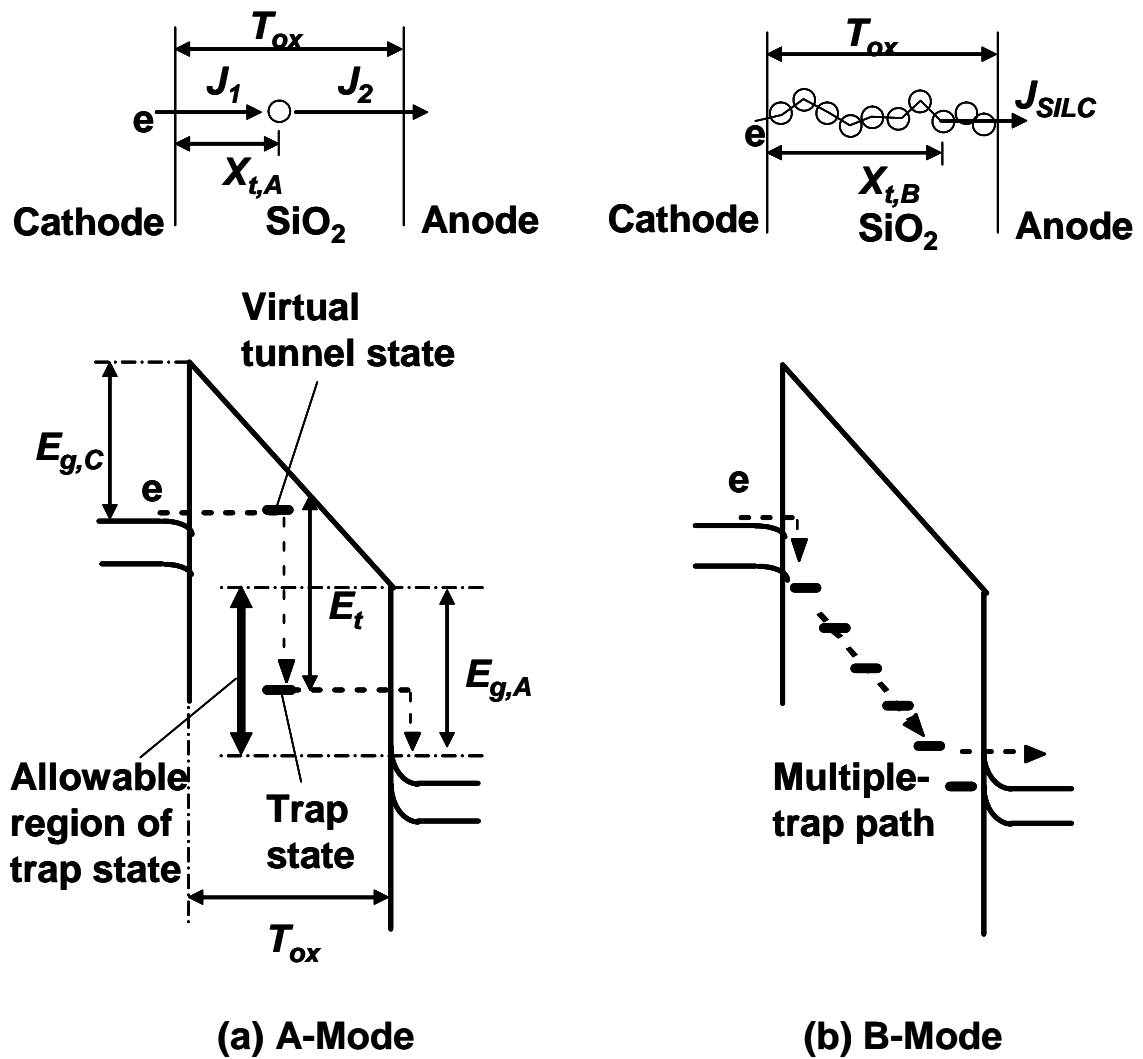 T_ox
J_1
J_2
e
X_t,A
Cathode
SiO_2
Anode
T_ox
J_SILC
e
X_t,B
Cathode
SiO_2
Anode
Virtual
tunnel state
E_g,C
e
E_t
E_g,A
Allowable
region of
trap state
Trap
state
T_ox
(a) A-Mode
e
Multiple-
trap path
(b) B-Mode